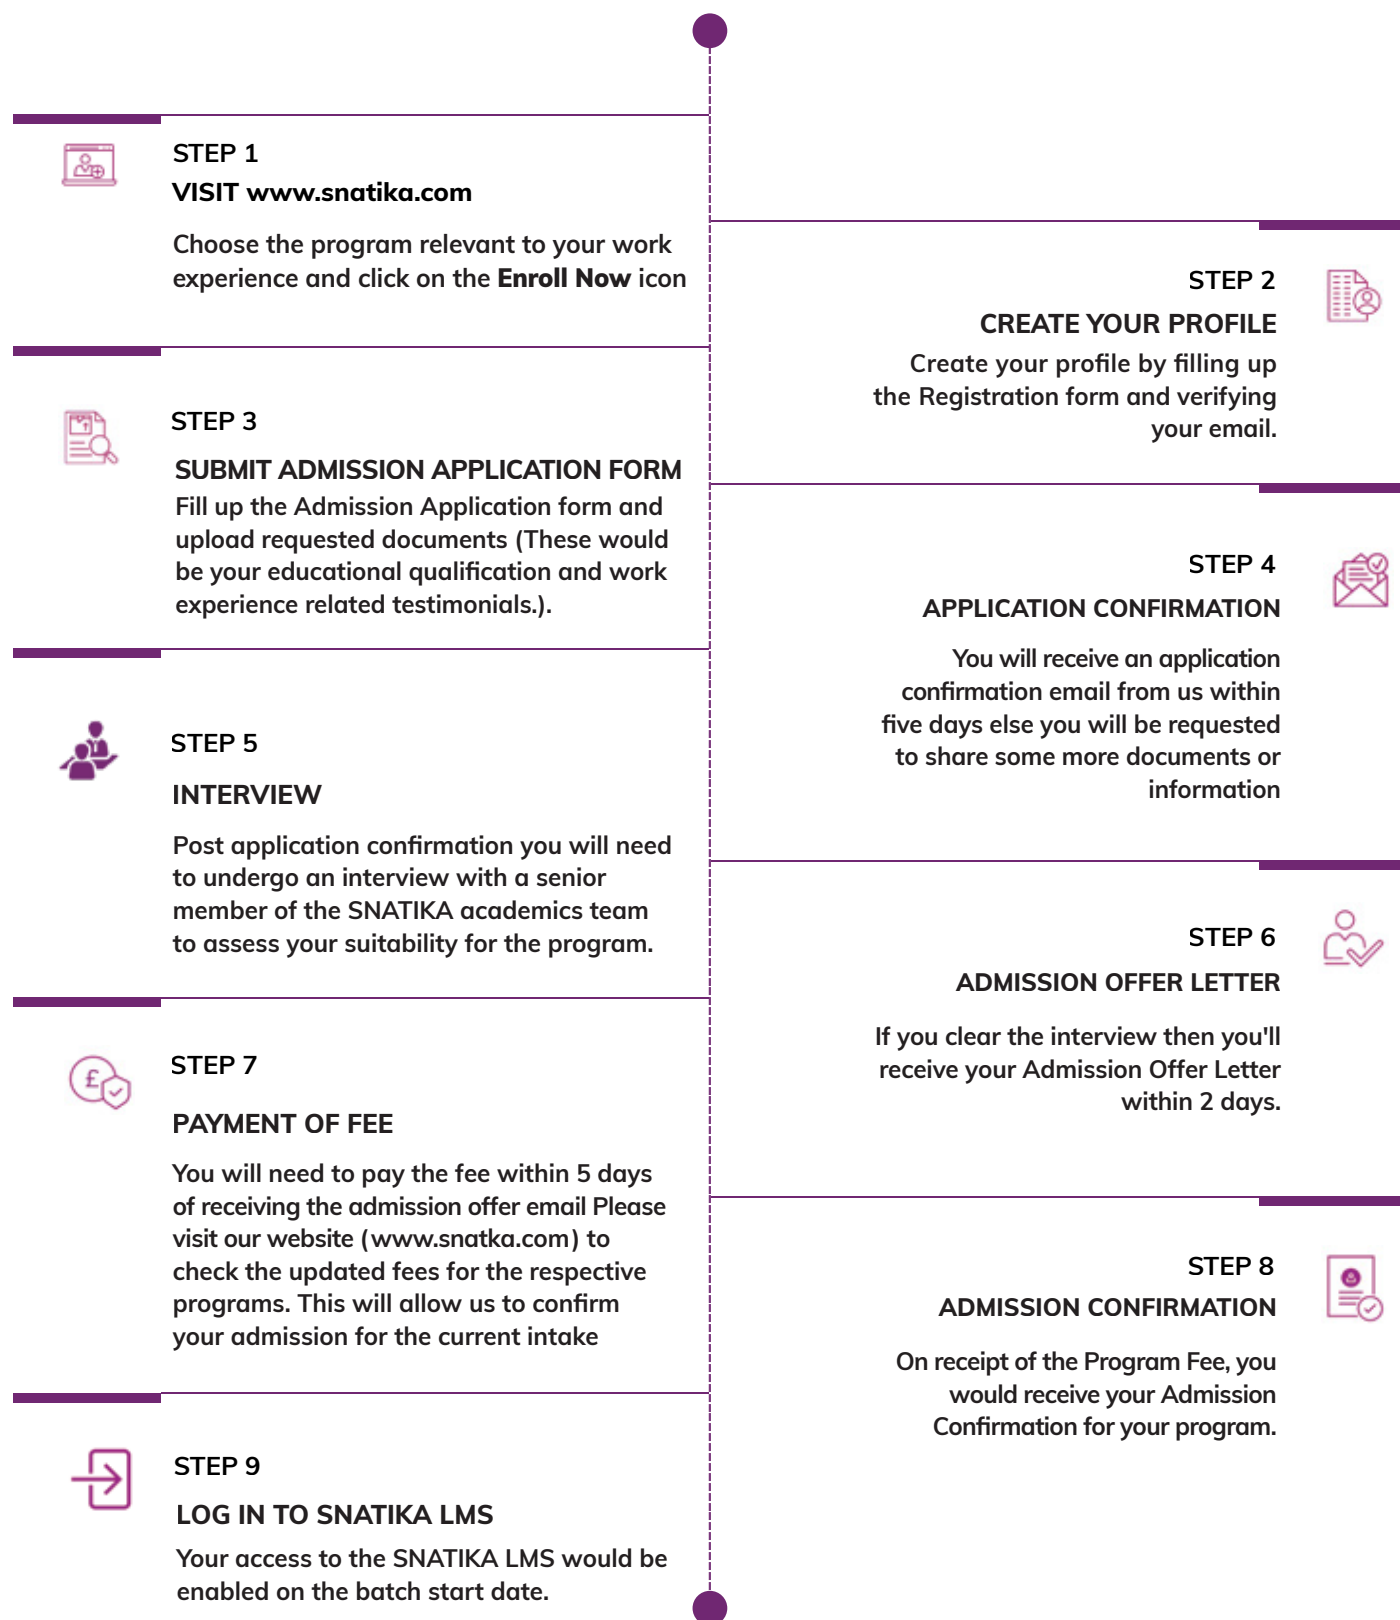 STEP 1
VISIT www.snatika.com
Choose the program relevant to your work
experience and click on the Enroll Now icon
STEP 2
CREATE YOUR PROFILE
Create your profile by filling up
the Registration form and verifying
your email.
STEP 3
SUBMIT ADMISSION APPLICATION FORM
Fill up the Admission Application form and
upload requested documents (These would
be your educational qualification and work
experience related testimonials.).
STEP 4
APPLICATION CONFIRMATION
You will receive an application
confirmation email from us within
five days else you will be requested
to share some more documents or
information
STEP 5
INTERVIEW
Post application confirmation you will need
to undergo an interview with a senior
member of the SNATIKA academics team
to assess your suitability for the program.
STEP 6
ADMISSION OFFER LETTER
If you clear the interview then you'll
receive your Admission Offer Letter
within 2 days.
£
STEP 7
PAYMENT OF FEE
You will need to pay the fee within 5 days
of receiving the admission offer email Please
visit our website (www.snatka.com) to
check the updated fees for the respective
programs. This will allow us to confirm
your admission for the current intake
STEP 8
ADMISSION CONFIRMATION
On receipt of the Program Fee, you
would receive your Admission
Confirmation for your program.
STEP 9
LOG IN TO SNATIKA LMS
Your access to the SNATIKA LMS would be
enabled on the batch start date.